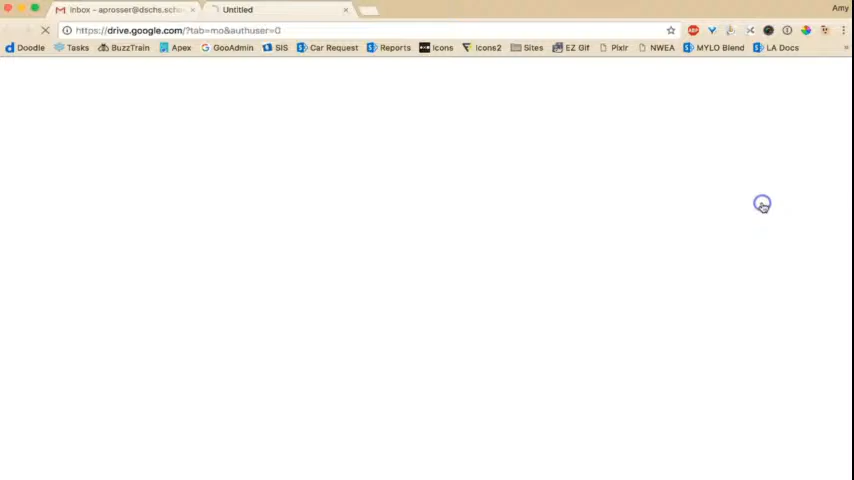 Inbox - aprosser@dschs.scho
Untitled
Amy
https://drive.google.com/?tab=mo&authuser=0
Doodle
Tasks
BuzzTrain
Apex
GooAdmin
SIS
Car Request
Reports
Icons
Icons2
Sites
EZ Gif
Pixlr
NWEA
MYLO Blend
LA Docs
»